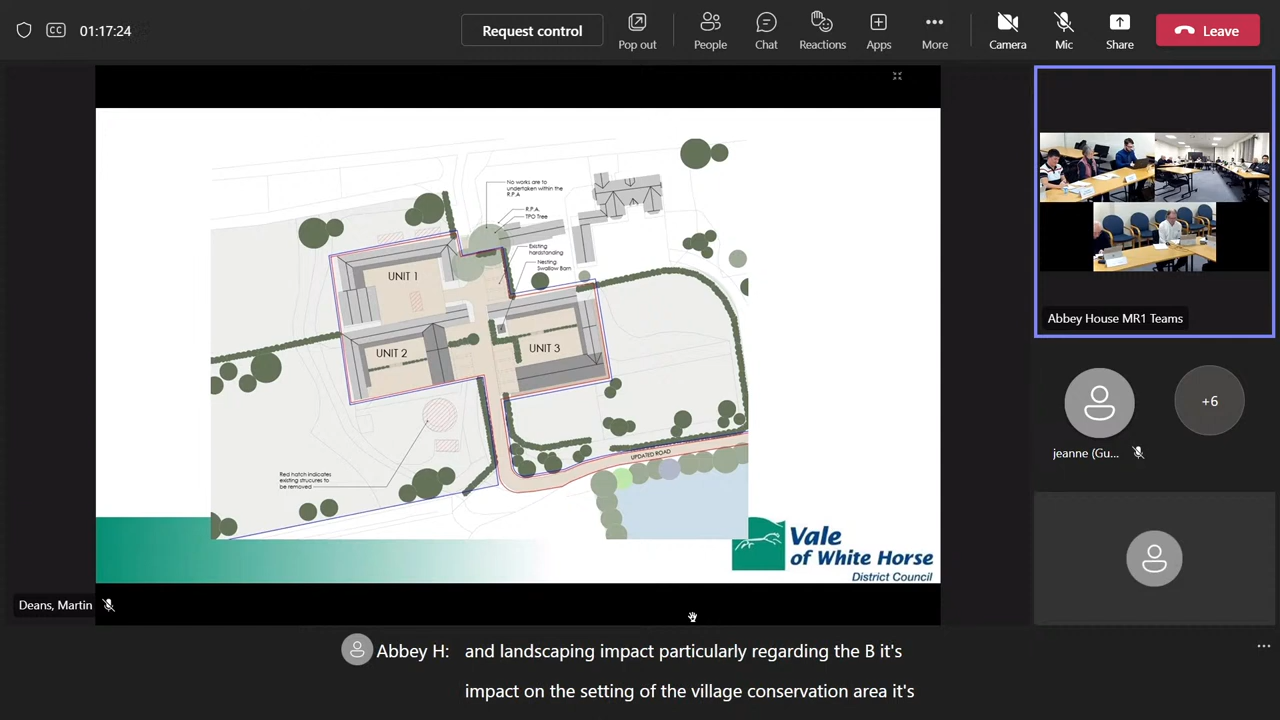 CC
01:17:24
Request control
Pop out
People
Chat
Reactions
Apps
More
Camera
Mic
Share
Leave
No works are to
undertaken within the
R.P.A
R.P.A.
TPO Tree
Existing
hardstanding
Nesting
Swallow Barn
UNIT 1
UNIT 2
UNIT 3
Red hatch indicates
existing strucures to
be removed
UPDATED ROAD
Vale
of White Horse
District Council
Deans, Martin
Abbey House MR1 Teams
+6
jeanne (Gu...
Abbey H: and landscaping impact particularly regarding the B it's
impact on the setting of the village conservation area it's